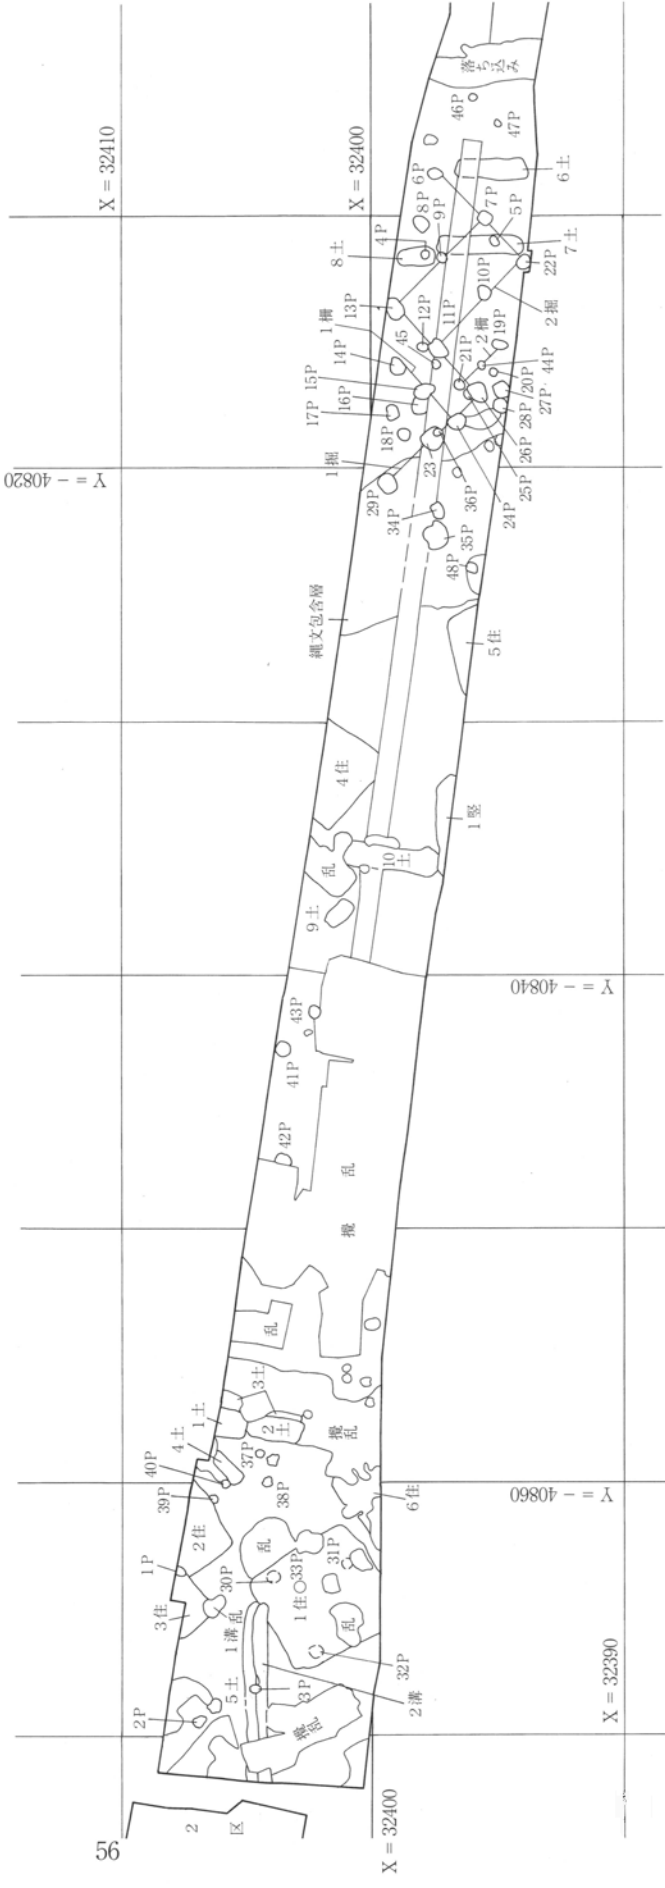 X = 32410
X = 32400
落ち込み
46P
47P
6P
6土
8P
9P
7P
5P
4P
8土
7土
22P
10P
13P
2掘
1柵
12P
11P
45
14P
21P
2柵
19P
15P
44P
16P
20P
17P
27P
18P
28P
26P
1掘
23
25P
29P
36P
24P
34P
35P
48P
Y = − 40820
縄文包含層
5住
4住
1竪
乱
10土
9土
43P
Y = − 40840
41P
42P
攪乱
乱
3土
1土
2土
攪乱
4土
37P
40P
38P
39P
6住
Y = − 40860
2住
乱
1P
33P
31P
30P
1住
3住
乱
乱
1溝
32P
5土
3P
2溝
2P
攪乱
X = 32390
X = 32400
2区
56